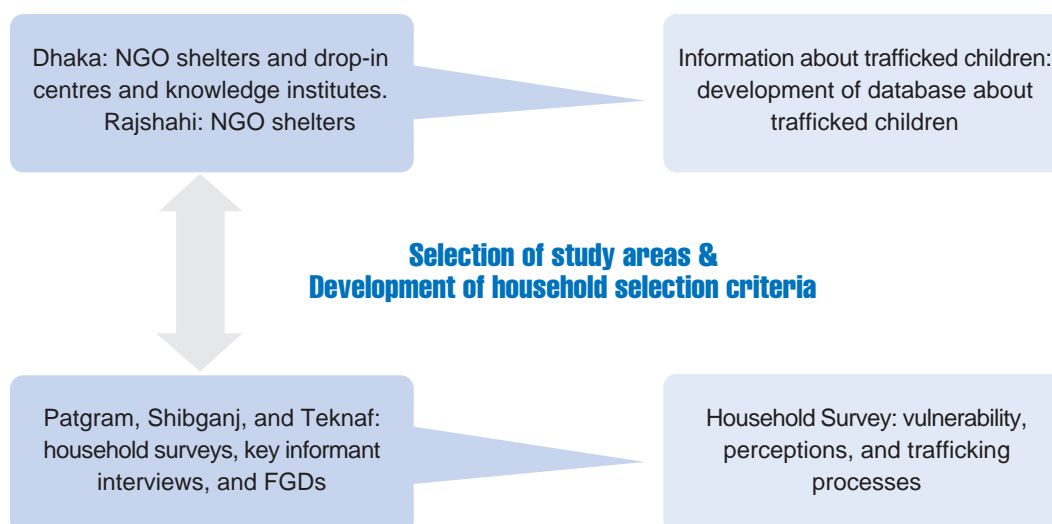 Dhaka: NGO shelters and drop-in
centres and knowledge institutes.
Rajshahi: NGO shelters
Information about trafficked children:
development of database about
trafficked children
Selection of study areas &
Development of household selection criteria
Patgram, Shibganj, and Teknaf:
household surveys, key informant
interviews, and FGDs
Household Survey: vulnerability,
perceptions, and trafficking
processes